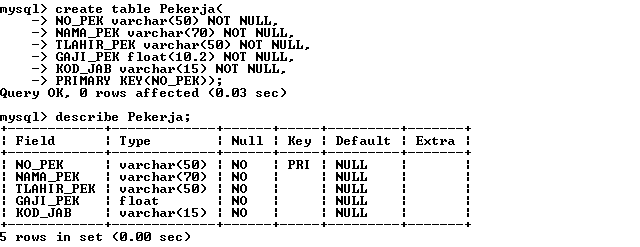 mysql> create table Pekerja(
    -> NO_PEK varchar(50) NOT NULL,
    -> NAMA_PEK varchar(70) NOT NULL,
    -> TLAHIR_PEK varchar(50) NOT NULL,
    -> GAJI_PEK float(10.2) NOT NULL,
    -> KOD_JAB varchar(15) NOT NULL,
    -> PRIMARY KEY(NO_PEK));
Query OK, 0 rows affected (0.03 sec)
mysql> describe Pekerja;
+------------+-------------+------+-----+---------+-------+
| Field      | Type        | Null | Key | Default | Extra |
+------------+-------------+------+-----+---------+-------+
| NO_PEK     | varchar(50) | NO   | PRI | NULL    |       |
| NAMA_PEK   | varchar(70) | NO   |     | NULL    |       |
| TLAHIR_PEK | varchar(50) | NO   |     | NULL    |       |
| GAJI_PEK   | float       | NO   |     | NULL    |       |
| KOD_JAB    | varchar(15) | NO   |     | NULL    |       |
+------------+-------------+------+-----+---------+-------+
5 rows in set (0.00 sec)